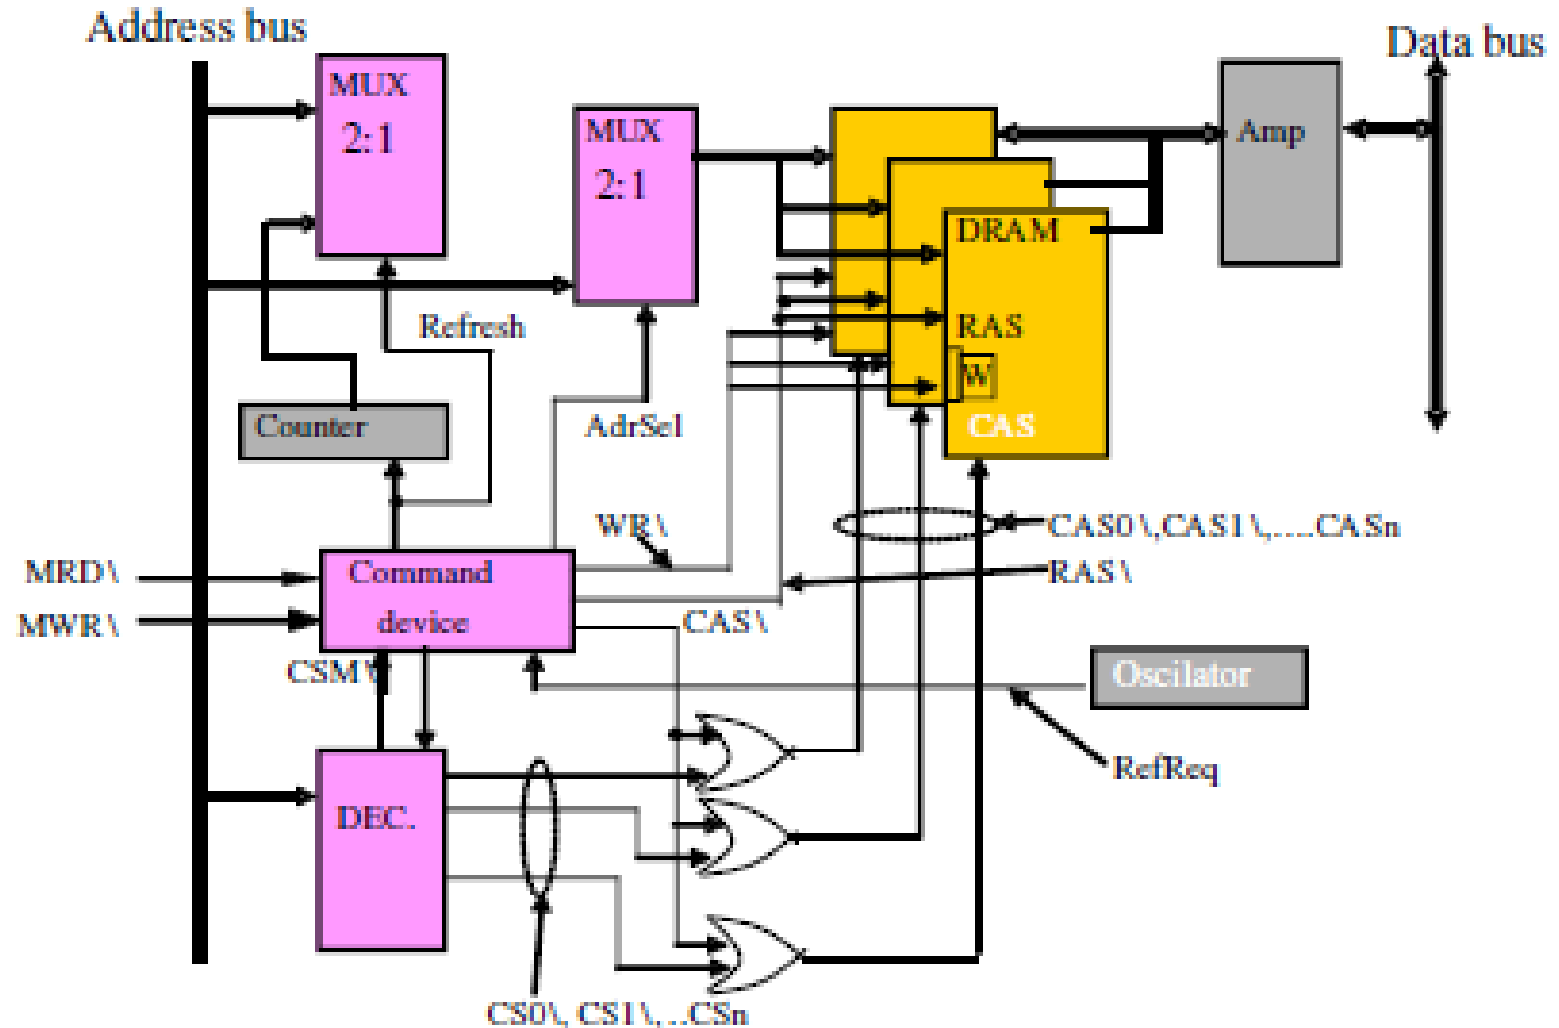 Address bus
Data bus
MUX
2:1
MUX
2:1
Amp
DRAM
RAS
W
CAS
Refresh
Counter
AdrSel
WR\
CAS0\,CAS1\,....CASn
RAS\
MRD\
Command
device
MWR\
CAS\
CSM\
Oscilator
RefReq
DEC.
CS0\, CS1\, ..CSn